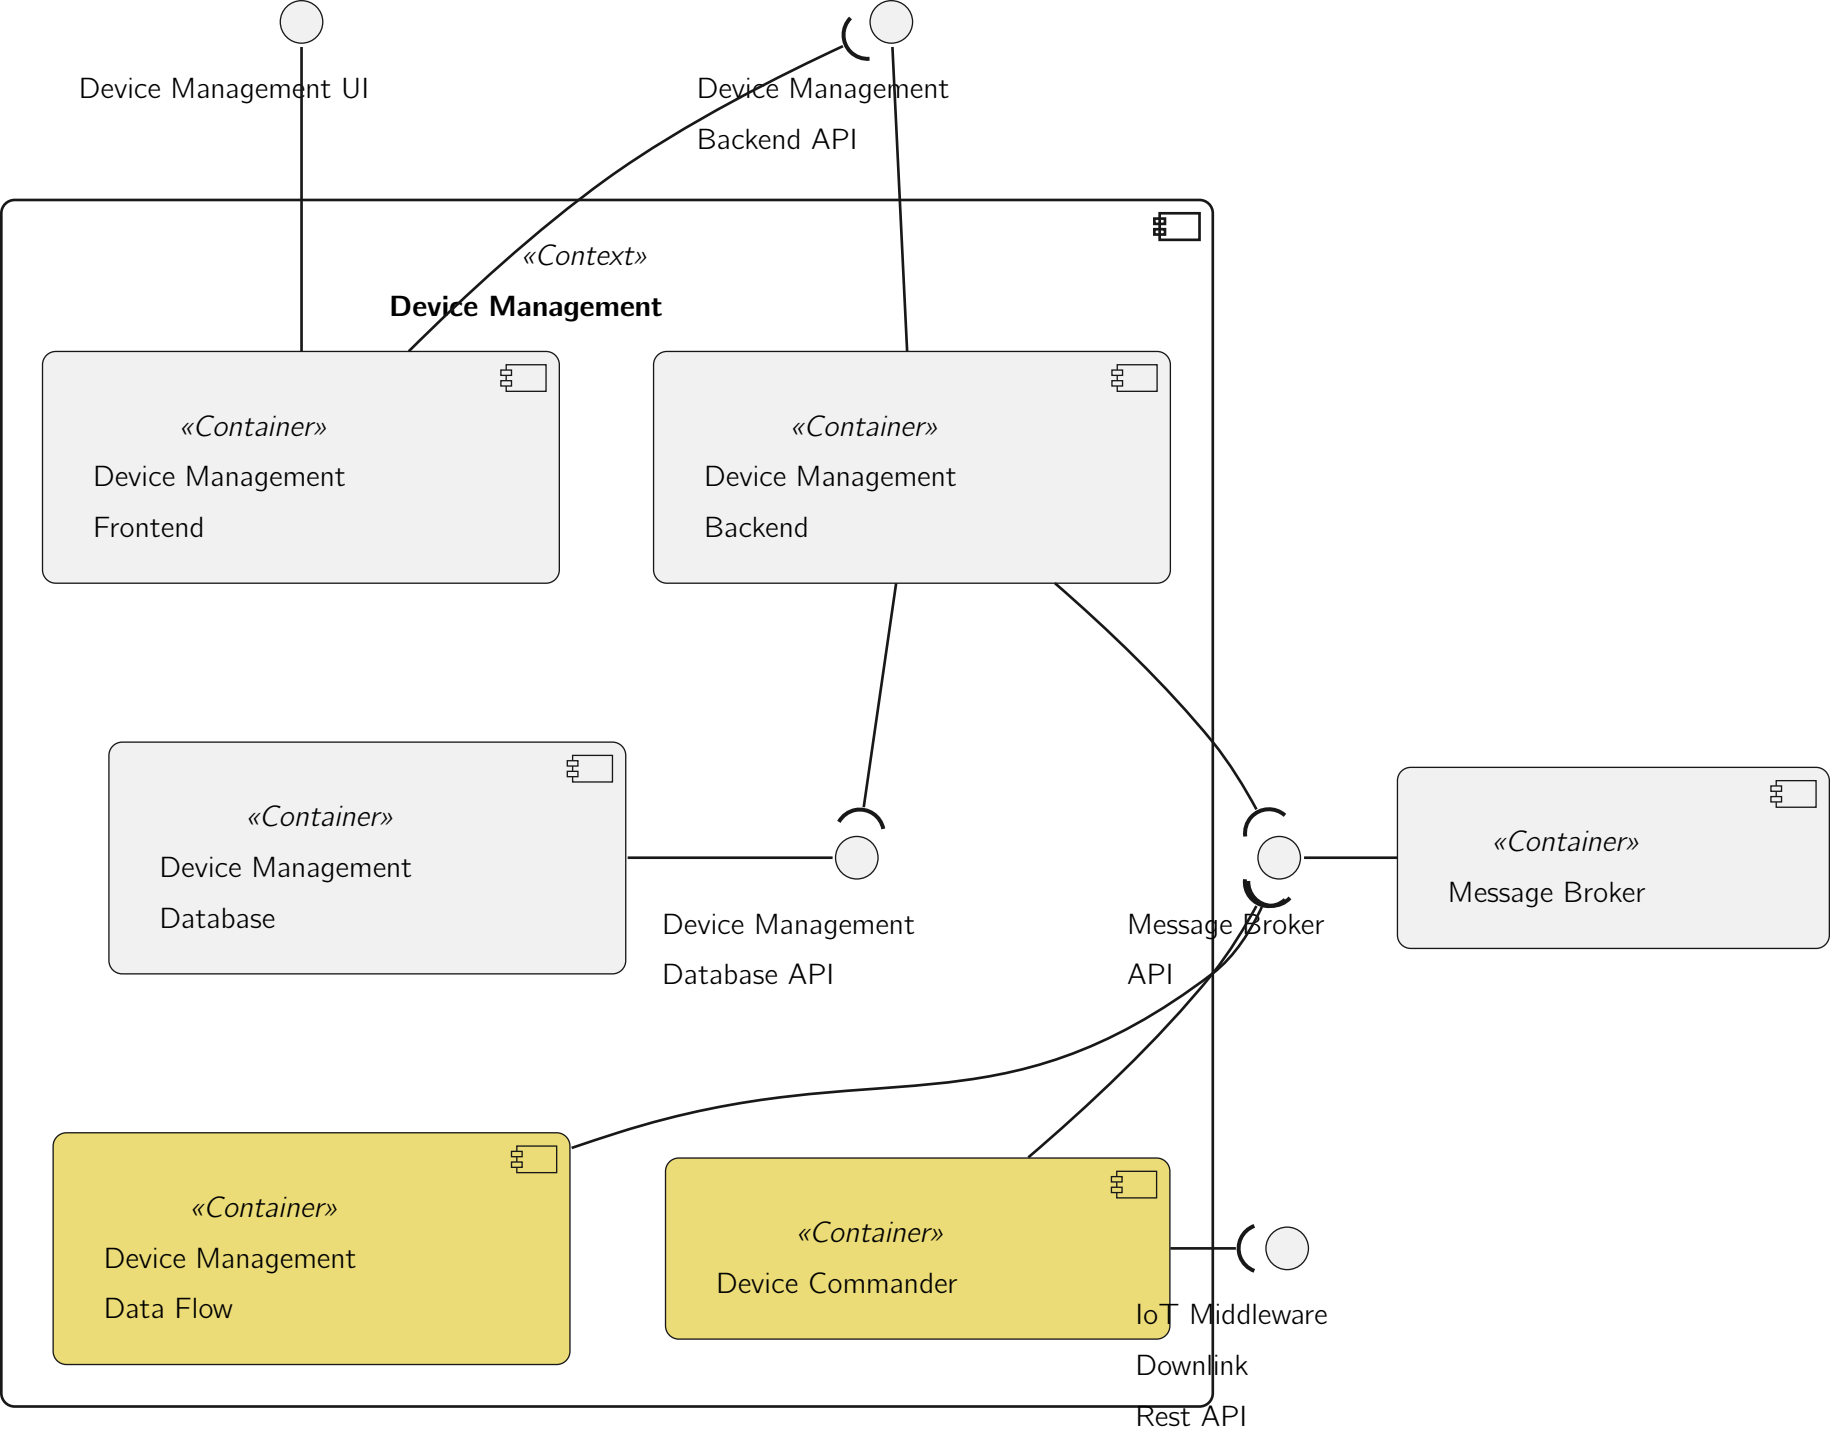 Device Management UI
Device Management
Backend API
«Context»
Device Management
«Container»
Device Management
Frontend
«Container»
Device Management
Backend
«Container»
Device Management
Database
Device Management
Database API
Message Broker
API
«Container»
Message Broker
«Container»
Device Management
Data Flow
«Container»
Device Commander
IoT Middleware
Downlink
Rest API